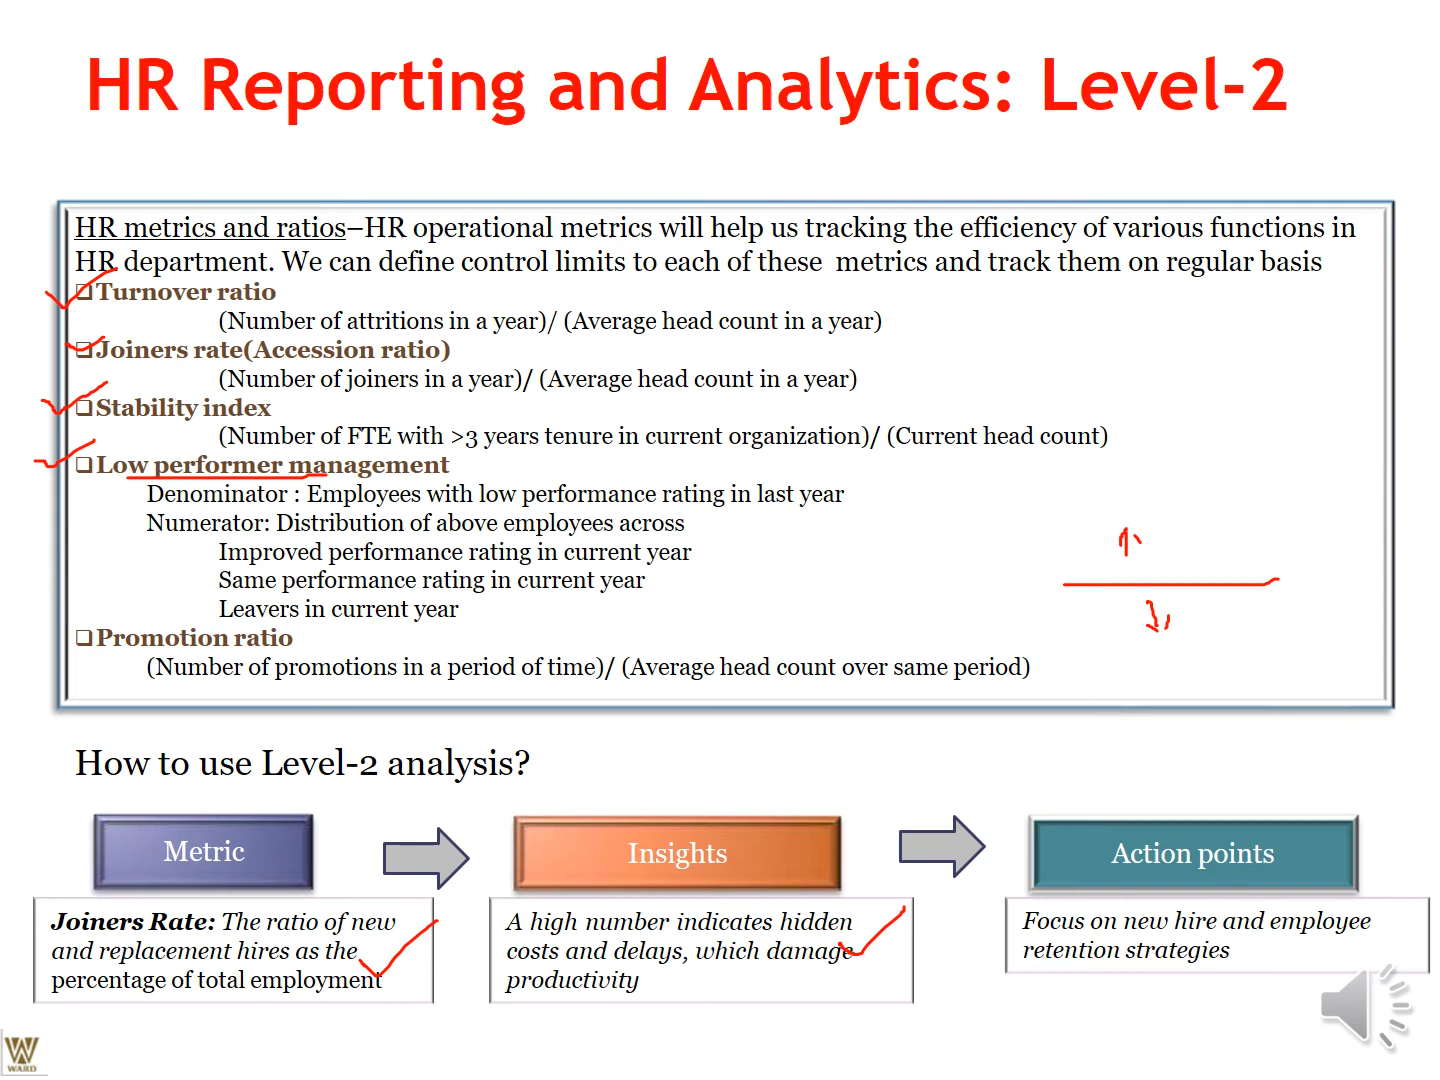 HR Reporting and Analytics: Level-2
HR metrics and ratios–HR operational metrics will help us tracking the efficiency of various functions in
HR department. We can define control limits to each of these metrics and track them on regular basis
❑Turnover ratio
(Number of attritions in a year)/ (Average head count in a year)
❑Joiners rate(Accession ratio)
(Number of joiners in a year)/ (Average head count in a year)
❑Stability index
(Number of FTE with >3 years tenure in current organization)/ (Current head count)
❑Low performer management
Denominator : Employees with low performance rating in last year
Numerator: Distribution of above employees across
Improved performance rating in current year
Same performance rating in current year
Leavers in current year
❑Promotion ratio
(Number of promotions in a period of time)/ (Average head count over same period)
How to use Level-2 analysis?
Metric
Joiners Rate: The ratio of new
and replacement hires as the
percentage of total employment
Insights
A high number indicates hidden
costs and delays, which damage
productivity
Action points
Focus on new hire and employee
retention strategies
WARD